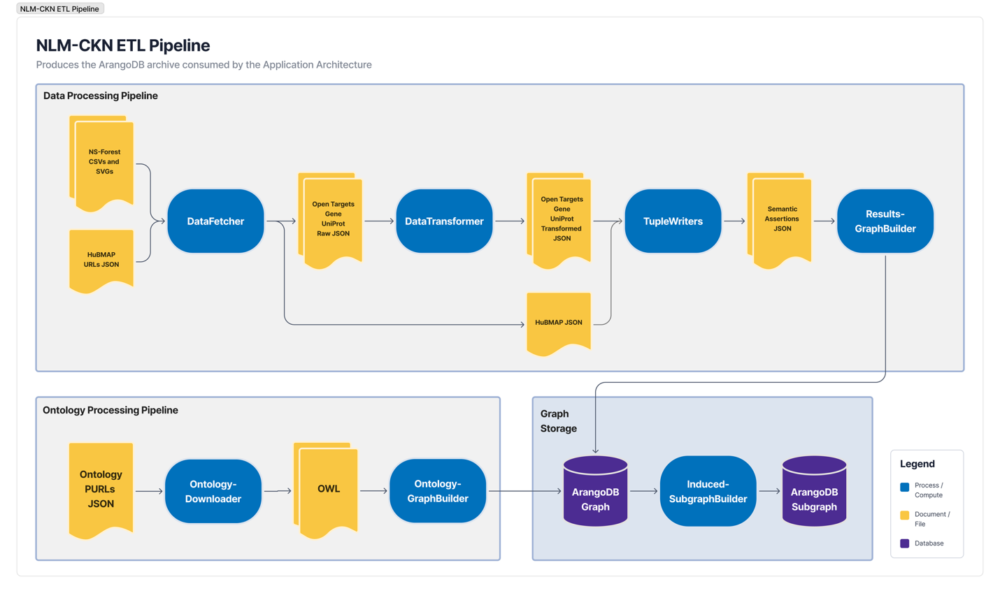 NLM-CKN ETL Pipeline
NLM-CKN ETL Pipeline
Produces the ArangoDB archive consumed by the Application Architecture
Data Processing Pipeline
NS-Forest
CSVs and
SVGs
HuBMAP
URLs JSON
DataFetcher
Open Targets
Gene
UniProt
Raw JSON
DataTransformer
Open Targets
Gene
UniProt
Transformed
JSON
HuBMAP JSON
TupleWriters
Semantic
Assertions
JSON
Results-
GraphBuilder
Ontology Processing Pipeline
Ontology
PURLs
JSON
Ontology-
Downloader
OWL
Ontology-
GraphBuilder
Graph
Storage
ArangoDB
Graph
Induced-
SubgraphBuilder
ArangoDB
Subgraph
Legend
Process /
Compute
Document /
File
Database